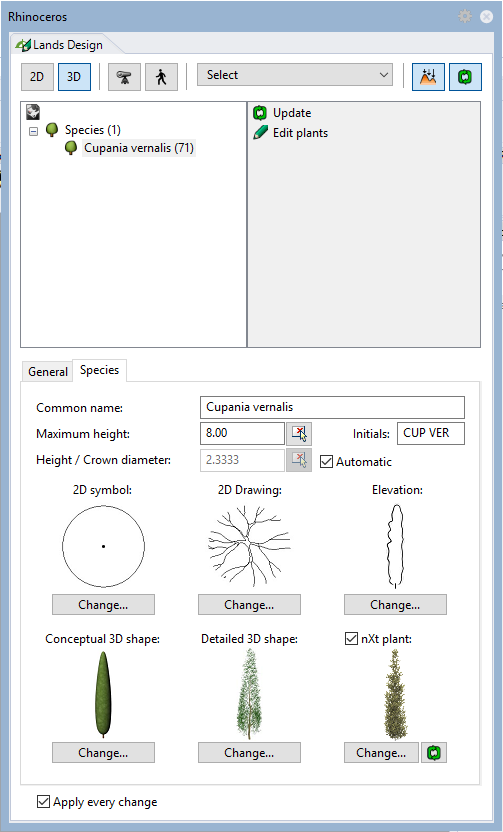 Rhinoceros
Lands Design
2D 3D Select
Species (1)
Cupania vernalis (71)
Update
Edit plants
General Species
Common name: Cupania vernalis
Maximum height: 8.00 Initials: CUP VER
Height / Crown diameter: 2.3333 Automatic
2D symbol: 2D Drawing: Elevation:
Change... Change... Change...
Conceptual 3D shape: Detailed 3D shape: nXt plant:
Change... Change... Change...
Apply every change